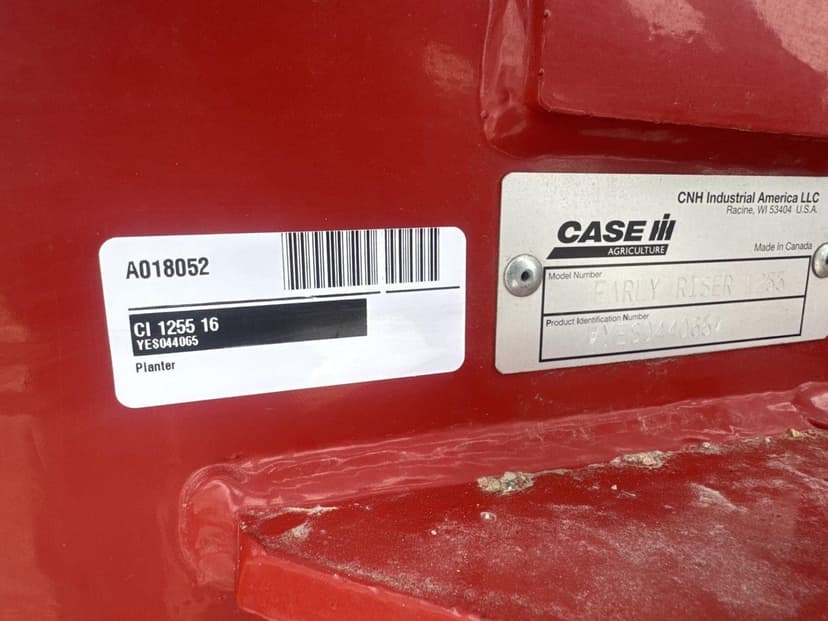 A018052
CI 1255 16
YES044065
Planter
CNH Industrial America LLC
Racine, WI 53404 U.S.A.
CASE IH
AGRICULTURE
Made in Canada
Model Number
EARLY RISER 1255
Product Identification Number
*YES044065*